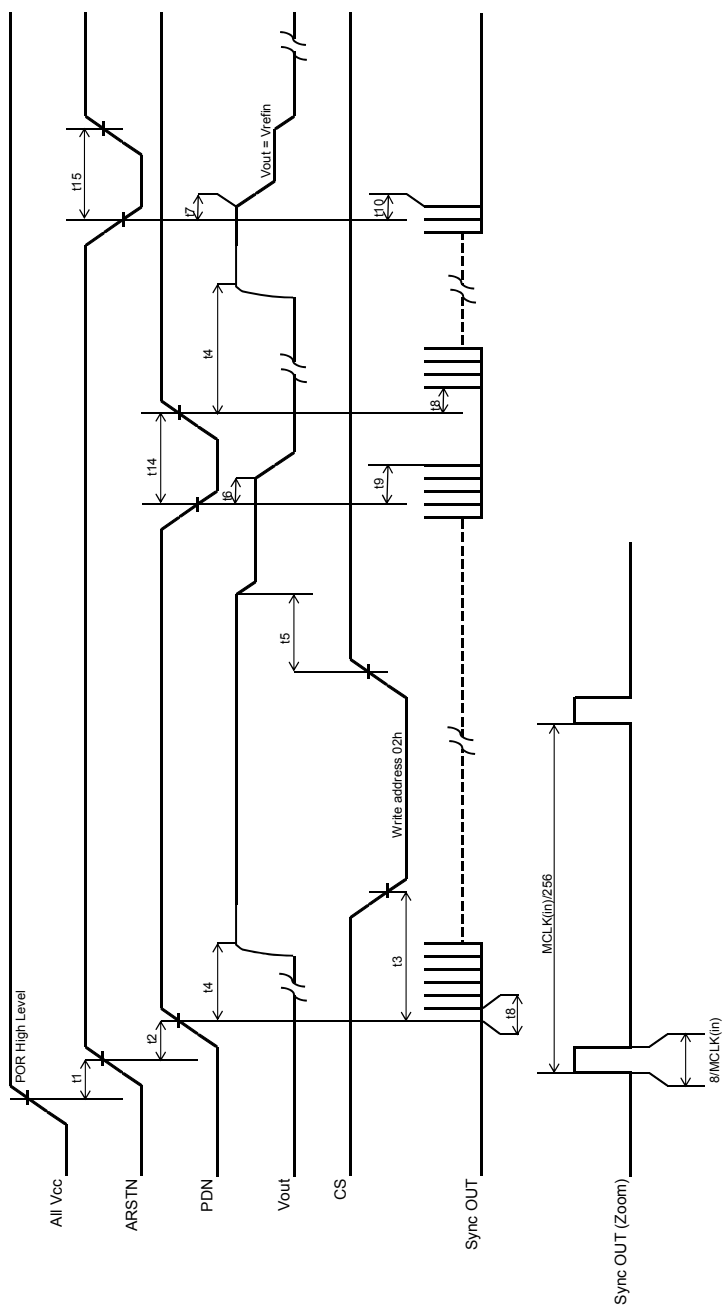 All Vcc
POR High Level
ARSTN
t1
t15
PDN
t2
t14
Vout
t4
t6
t4
t7
Vout = Vrefin
CS
t3
Write address 02h
t5
Sync OUT
t8
t9
t8
t10
Sync OUT (Zoom)
8/MCLK(in)
MCLK(in)/256